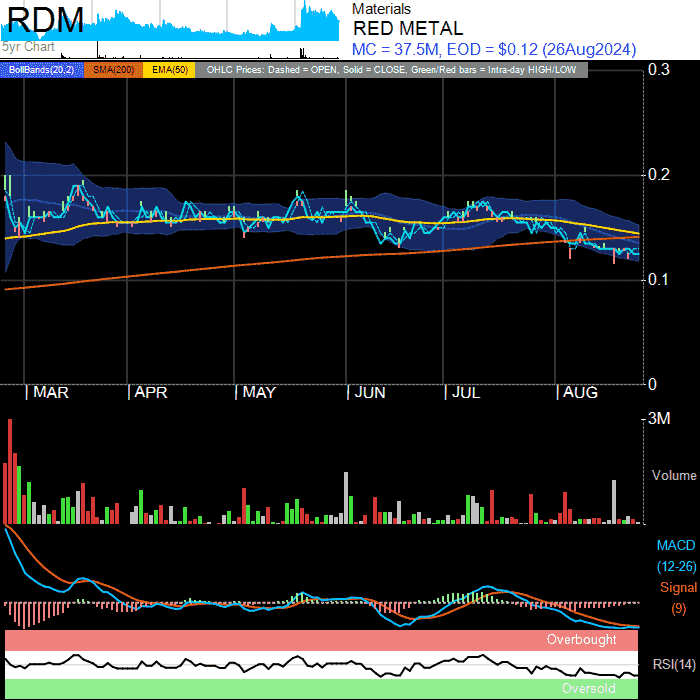 RDM
5yr Chart
Materials
RED METAL
MC = 37.5M, EOD = $0.12 (26Aug2024)
BollBands(20,2) SMA(200) EMA(50) OHLC Prices: Dashed = OPEN, Solid = CLOSE, Green/Red bars = Intra-day HIGH/LOW
0.3
0.2
0.1
0
MAR APR MAY JUN JUL AUG
3M
Volume
MACD
(12-26)
Signal
(9)
Overbought
RSI(14)
Oversold